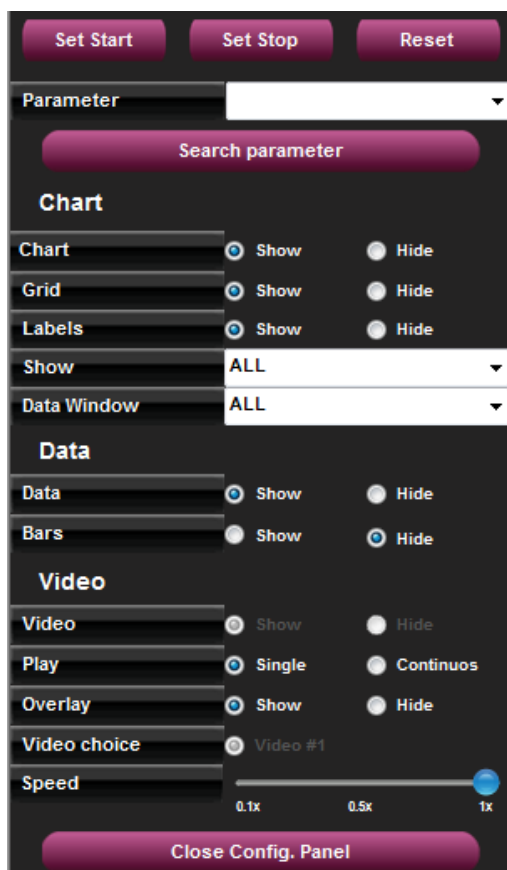 Set Start Set Stop Reset
Parameter
Search parameter
Chart
Chart Show Hide
Grid Show Hide
Labels Show Hide
Show ALL
Data Window ALL
Data
Data Show Hide
Bars Show Hide
Video
Video Show Hide
Play Single Continuos
Overlay Show Hide
Video choice Video #1
Speed
0.1x 0.5x 1x
Close Config. Panel